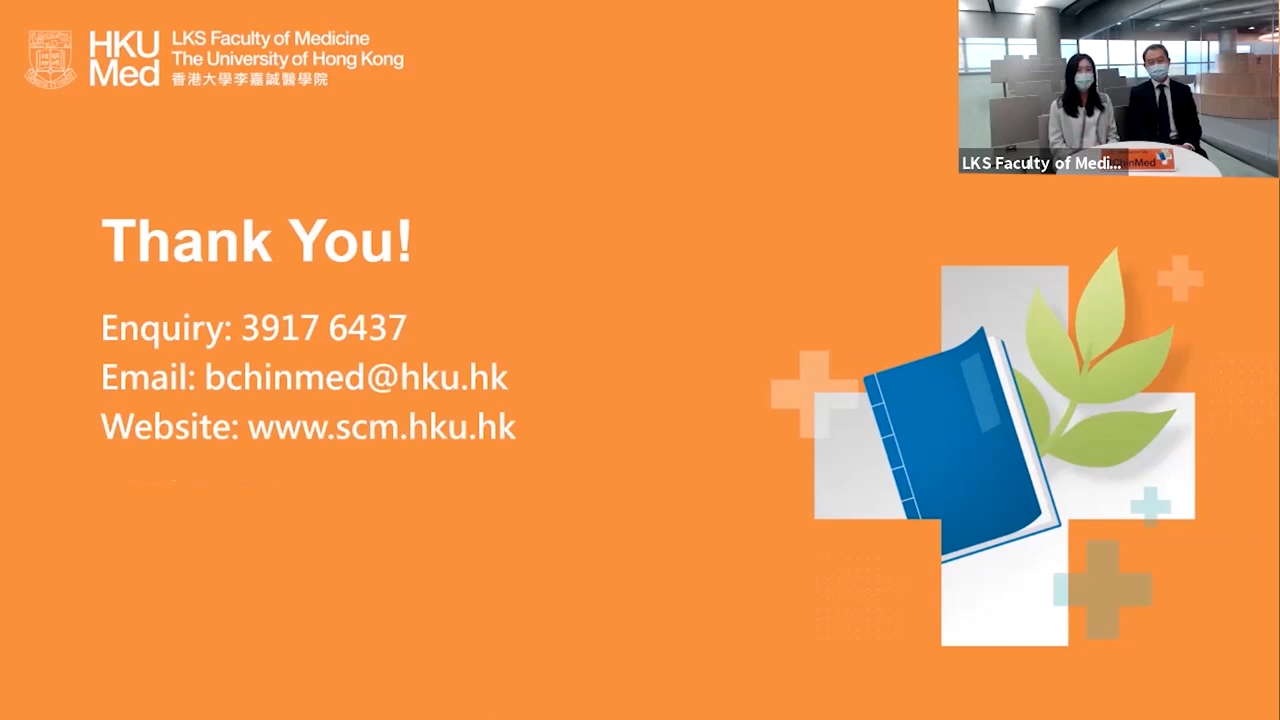 HKU
Med
LKS Faculty of Medicine
The University of Hong Kong
香港大學李嘉誠醫學院
LKS Faculty of Medi...
BChinMed
Thank You!
Enquiry: 3917 6437
Email: bchinmed@hku.hk
Website: www.scm.hku.hk